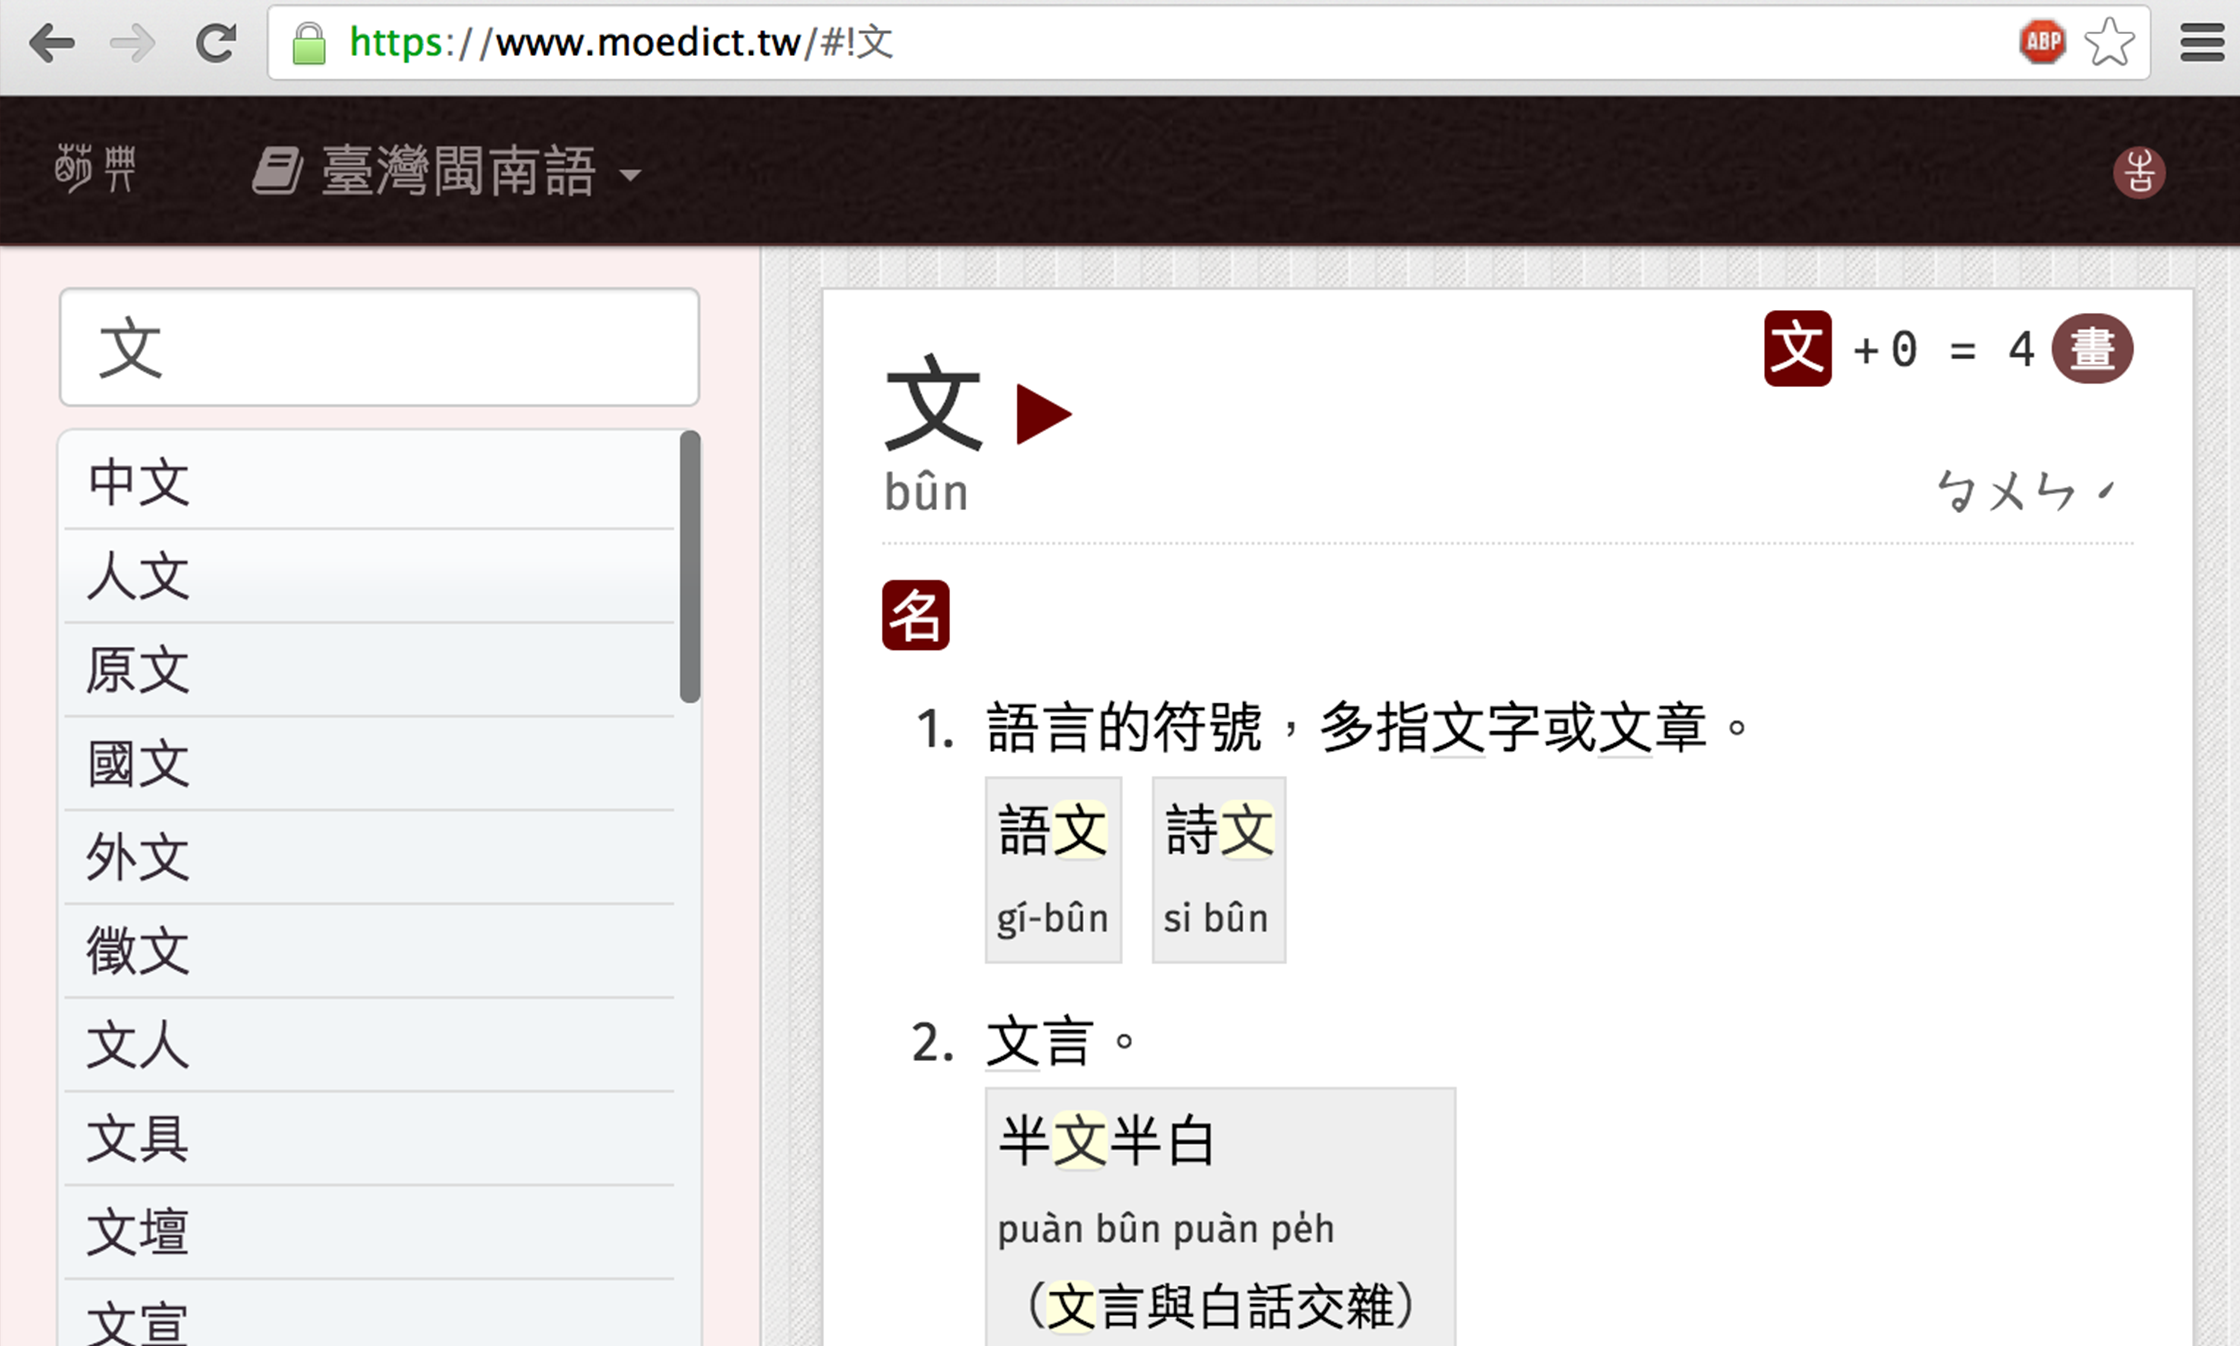 https://www.moedict.tw/#!文
ABP
萌典 臺灣閩南語
文
中文
人文
原文
國文
外文
徵文
文人
文具
文壇
文宣
文 +0 = 4 畫
文
bûn ㄅㄨㄣˊ
名
1. 語言的符號，多指文字或文章。
語文 詩文
gí-bûn si bûn
2. 文言。
半文半白
puàn bûn puàn pe̍h
（文言與白話交雜）